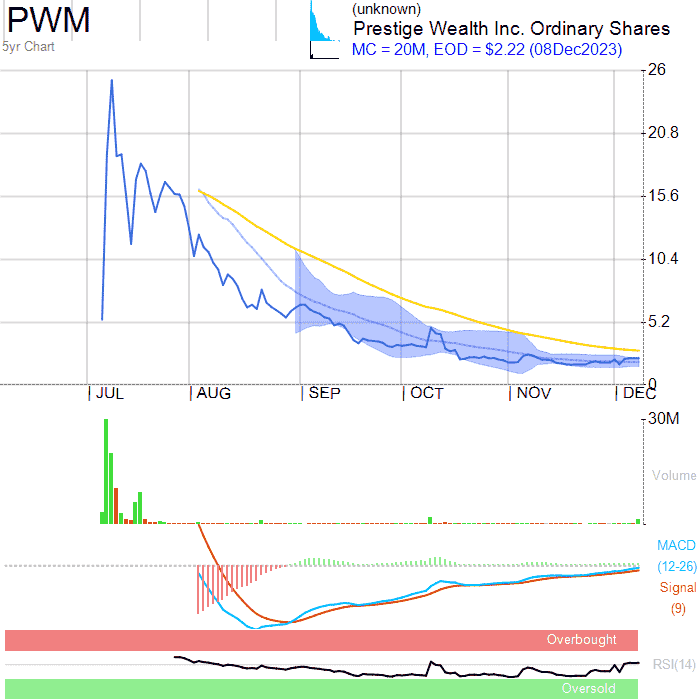 PWM
5yr Chart
(unknown)
Prestige Wealth Inc. Ordinary Shares
MC = 20M, EOD = $2.22 (08Dec2023)
26
20.8
15.6
10.4
5.2
0
JUL AUG SEP OCT NOV DEC
30M
Volume
MACD
(12-26)
Signal
(9)
Overbought
RSI(14)
Oversold